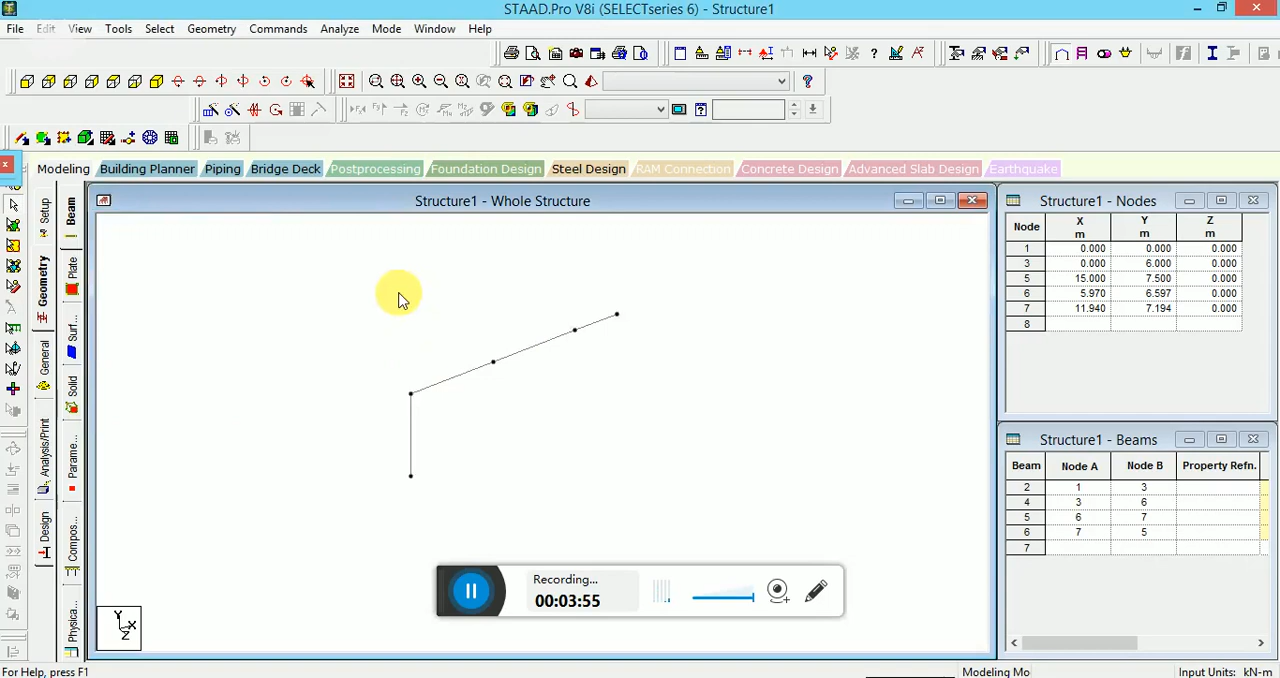 STAAD.Pro V8i (SELECTseries 6) - Structure1
File Edit View Tools Select Geometry Commands Analyze Mode Window Help
Modeling Building Planner Piping Bridge Deck Postprocessing Foundation Design Steel Design RAM Connection Concrete Design Advanced Slab Design Earthquake
Setup
Geometry
General
Analysis/Print
Design
Beam
Plate
Surf...
Solid
Parame...
Compos...
Physica...
Structure1 - Whole Structure
Y
X
Z
Recording...
00:03:55
Structure1 - Nodes
Node X m Y m Z m
1 0.000 0.000 0.000
3 0.000 6.000 0.000
5 15.000 7.500 0.000
6 5.970 6.597 0.000
7 11.940 7.194 0.000
8
Structure1 - Beams
Beam Node A Node B Property Refn.
2 1 3
4 3 6
5 6 7
6 7 5
7
For Help, press F1 Modeling Mo Input Units: kN-m